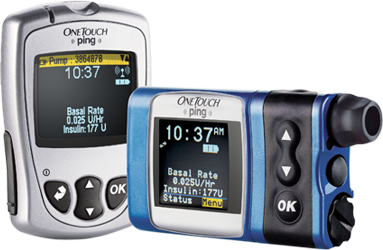 ONETOUCH
ping
Pump : 3864878
10:37
Basal Rate
0.025 U/Hr
Insulin:177 U
OK
ONETOUCH
ping
10:37AM
Basal Rate
0.025U/Hr
Insulin:177U
Status Menu
OK